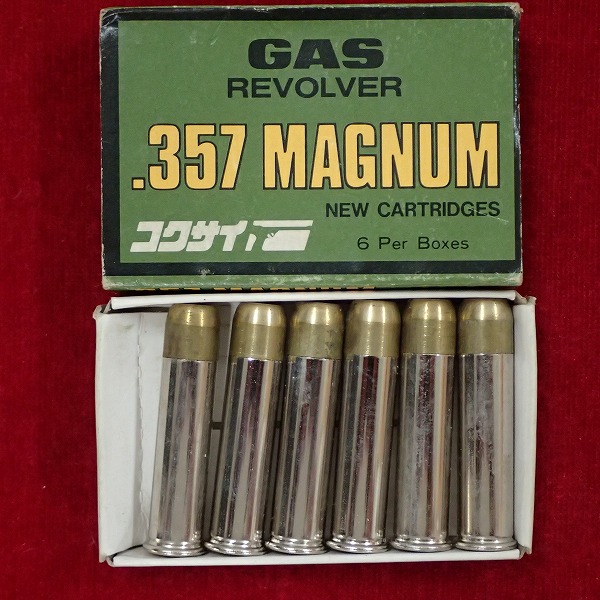 GAS
REVOLVER
.357 MAGNUM
NEW CARTRIDGES
コクサイ
6 Per Boxes